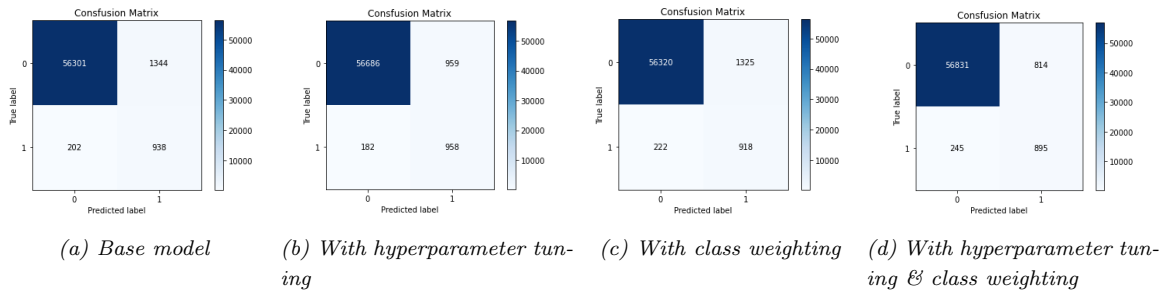 Consfusion Matrix
0
1
True label
56301
1344
202
938
0
1
Predicted label
50000
40000
30000
20000
10000
(a) Base model
Consfusion Matrix
0
1
True label
56686
959
182
958
0
1
Predicted label
50000
40000
30000
20000
10000
(b) With hyperparameter tun-
ing
Consfusion Matrix
0
1
True label
56320
1325
222
918
0
1
Predicted label
50000
40000
30000
20000
10000
(c) With class weighting
Consfusion Matrix
0
1
True label
56831
814
245
895
0
1
Predicted label
50000
40000
30000
20000
10000
(d) With hyperparameter tun-
ing & class weighting